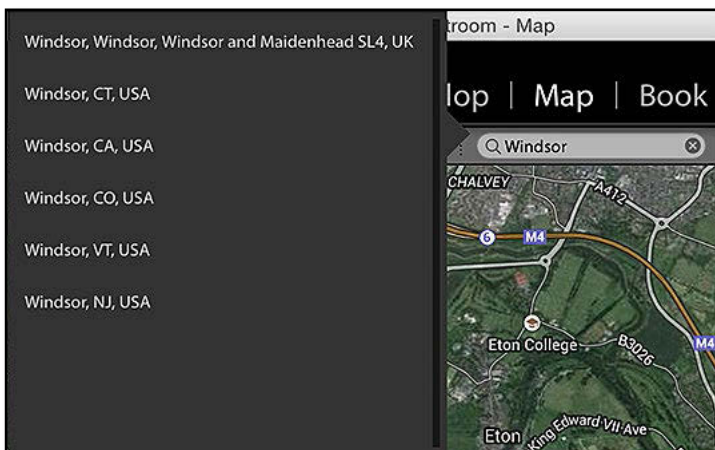 Windsor, Windsor, Windsor and Maidenhead SL4, UK
Windsor, CT, USA
Windsor, CA, USA
Windsor, CO, USA
Windsor, VT, USA
Windsor, NJ, USA
troom - Map
lop | Map | Book
Windsor
CHALVEY
A412
6
M4
Eton College
B3026
M4
King Edward VII Ave
Eton